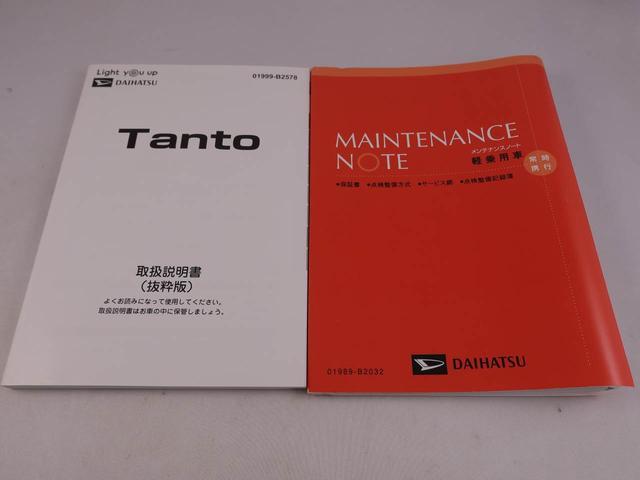 Light you up
DAIHATSU
01999-B2578
Tanto
取扱説明書
（抜粋版）
よくお読みになって使用してください。
取扱説明書はお車の中に保管しましょう。
MAINTENANCE
NOTE
メンテナンスノート
軽乗用車
常時
携行
●保証書 ●点検整備方式 ●サービス網 ●点検整備記録簿
DAIHATSU
01989-B2032